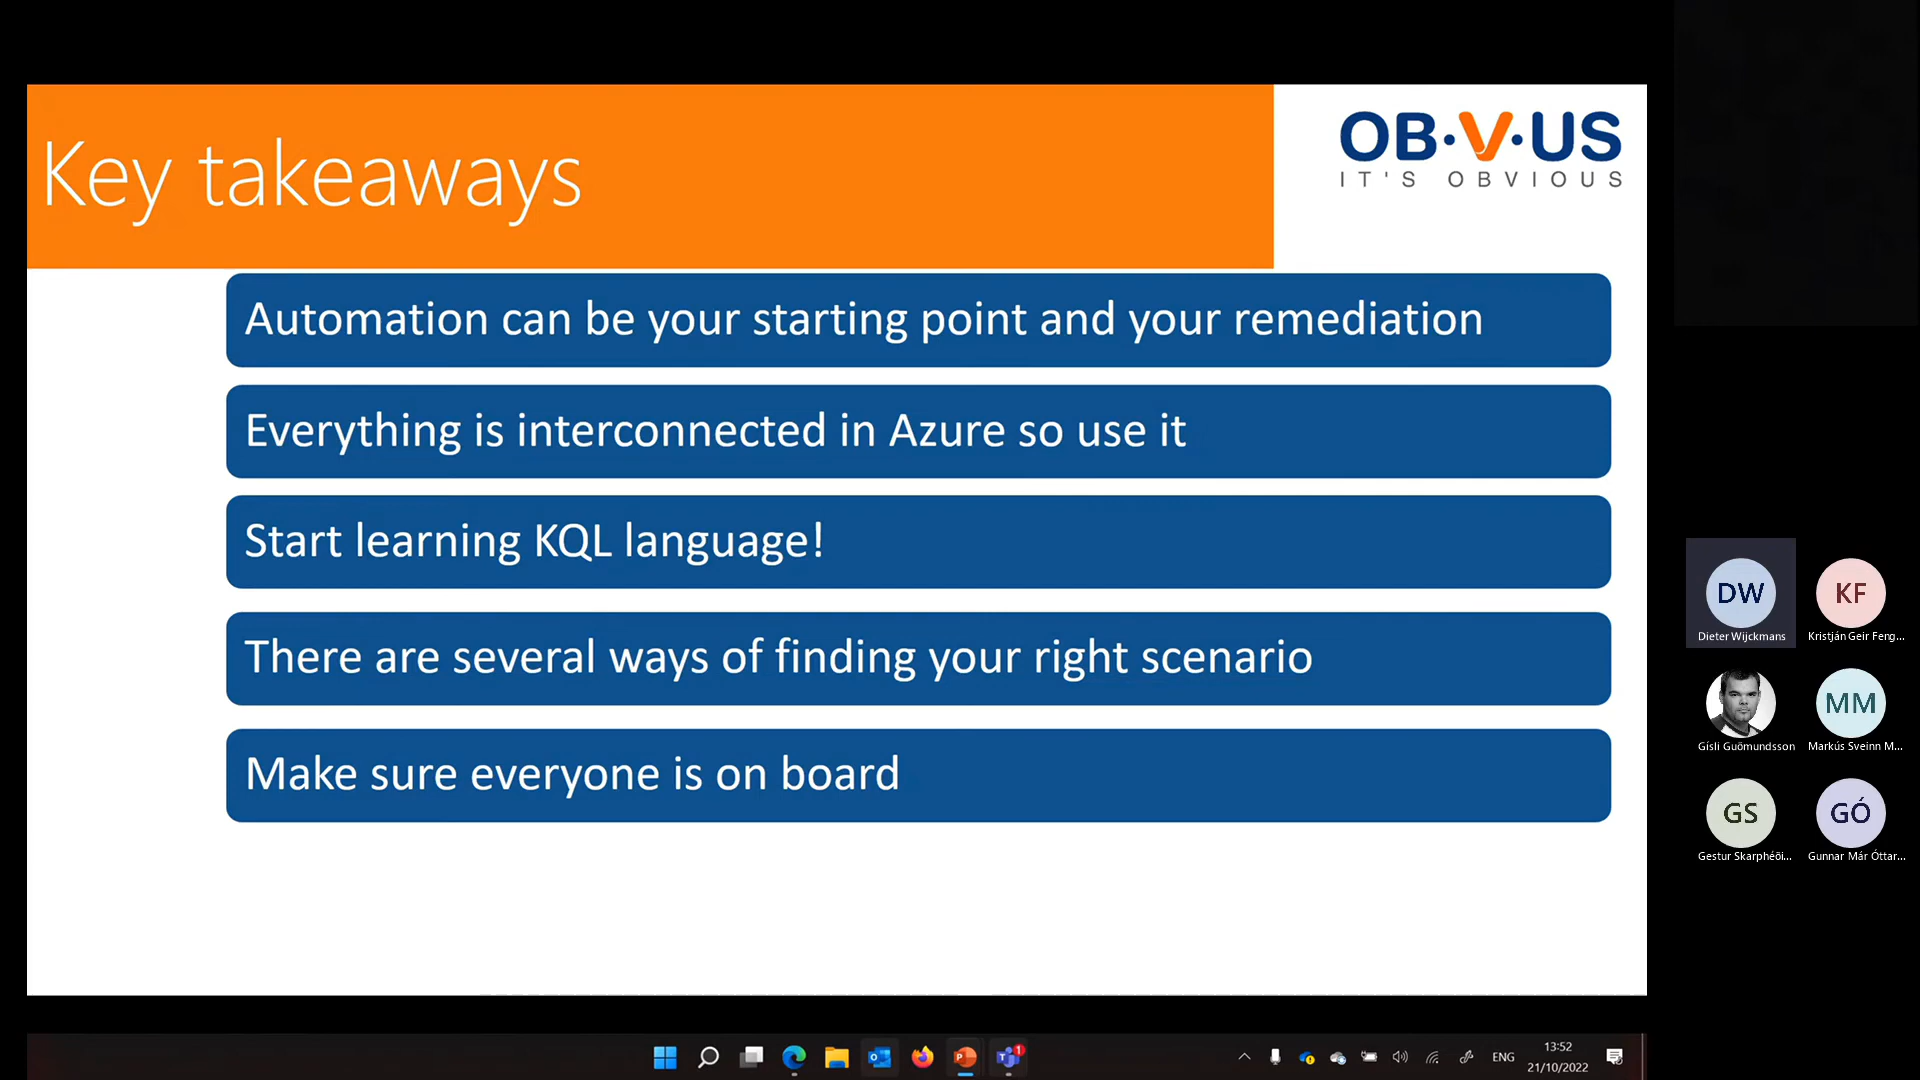 Key takeaways
OB·V·US
IT'S OBVIOUS
Automation can be your starting point and your remediation
Everything is interconnected in Azure so use it
Start learning KQL language!
There are several ways of finding your right scenario
Make sure everyone is on board
DW
Dieter Wijckmans
KF
Kristján Geir Feng...
Gísli Guðmundsson
MM
Markús Sveinn M...
GS
Gestur Skarphéði...
GÓ
Gunnar Már Óttar...
1
ENG
13:52
21/10/2022